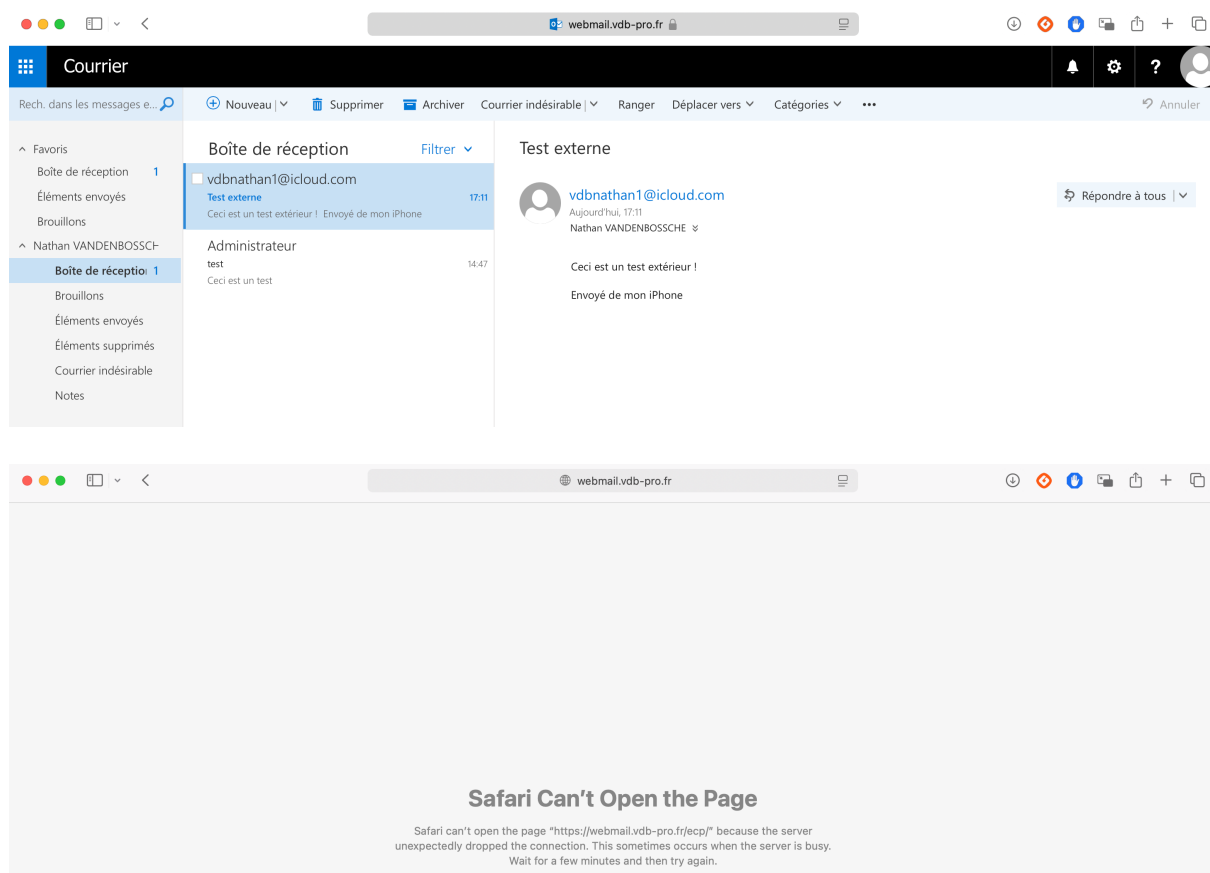 webmail.vdb-pro.fr
Courrier
?
Rech. dans les messages e...
Nouveau
Supprimer
Archiver
Courrier indésirable
Ranger
Déplacer vers
Catégories
•••
Annuler
Favoris
Boîte de réception 1
Éléments envoyés
Brouillons
Nathan VANDENBOSSCH
Boîte de réception 1
Brouillons
Éléments envoyés
Éléments supprimés
Courrier indésirable
Notes
Boîte de réception
Filtrer
vdbnathan1@icloud.com
Test externe 17:11
Ceci est un test extérieur ! Envoyé de mon iPhone
Administrateur
test 14:47
Ceci est un test
Test externe
vdbnathan1@icloud.com
Aujourd'hui, 17:11
Nathan VANDENBOSSCHE
Répondre à tous
Ceci est un test extérieur !
Envoyé de mon iPhone
webmail.vdb-pro.fr
Safari Can't Open the Page
Safari can't open the page "https://webmail.vdb-pro.fr/ecp/" because the server
unexpectedly dropped the connection. This sometimes occurs when the server is busy.
Wait for a few minutes and then try again.